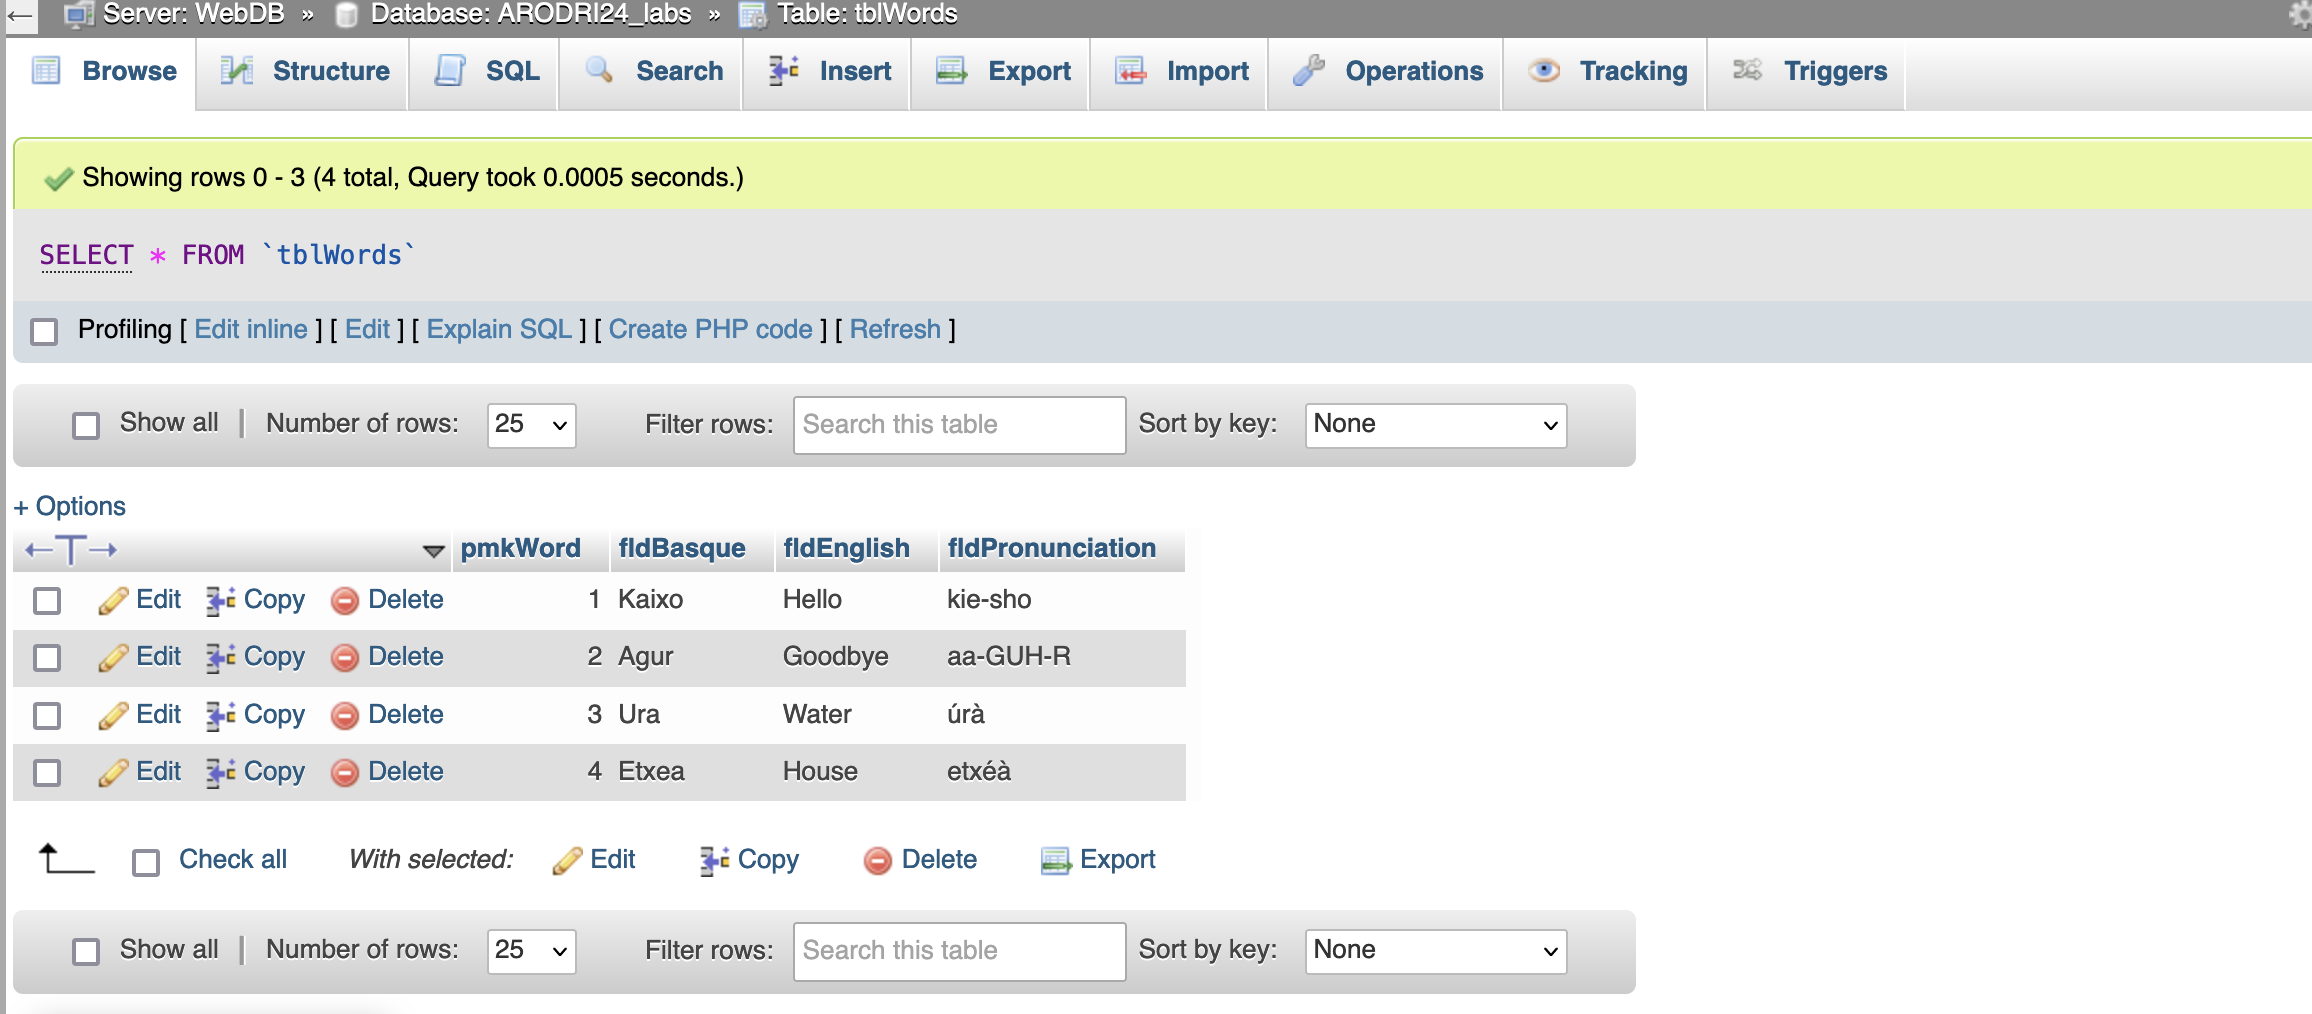 Server: WebDB » Database: ARODRI24_labs » Table: tblWords
Browse Structure SQL Search Insert Export Import Operations Tracking Triggers
Showing rows 0 - 3 (4 total, Query took 0.0005 seconds.)
SELECT * FROM `tblWords`
Profiling [ Edit inline ] [ Edit ] [ Explain SQL ] [ Create PHP code ] [ Refresh ]
Show all | Number of rows: 25 Filter rows: Search this table Sort by key: None
+ Options
←T→ pmkWord fldBasque fldEnglish fldPronunciation
Edit Copy Delete 1 Kaixo Hello kie-sho
Edit Copy Delete 2 Agur Goodbye aa-GUH-R
Edit Copy Delete 3 Ura Water úrà
Edit Copy Delete 4 Etxea House etxéà
Check all With selected: Edit Copy Delete Export
Show all | Number of rows: 25 Filter rows: Search this table Sort by key: None